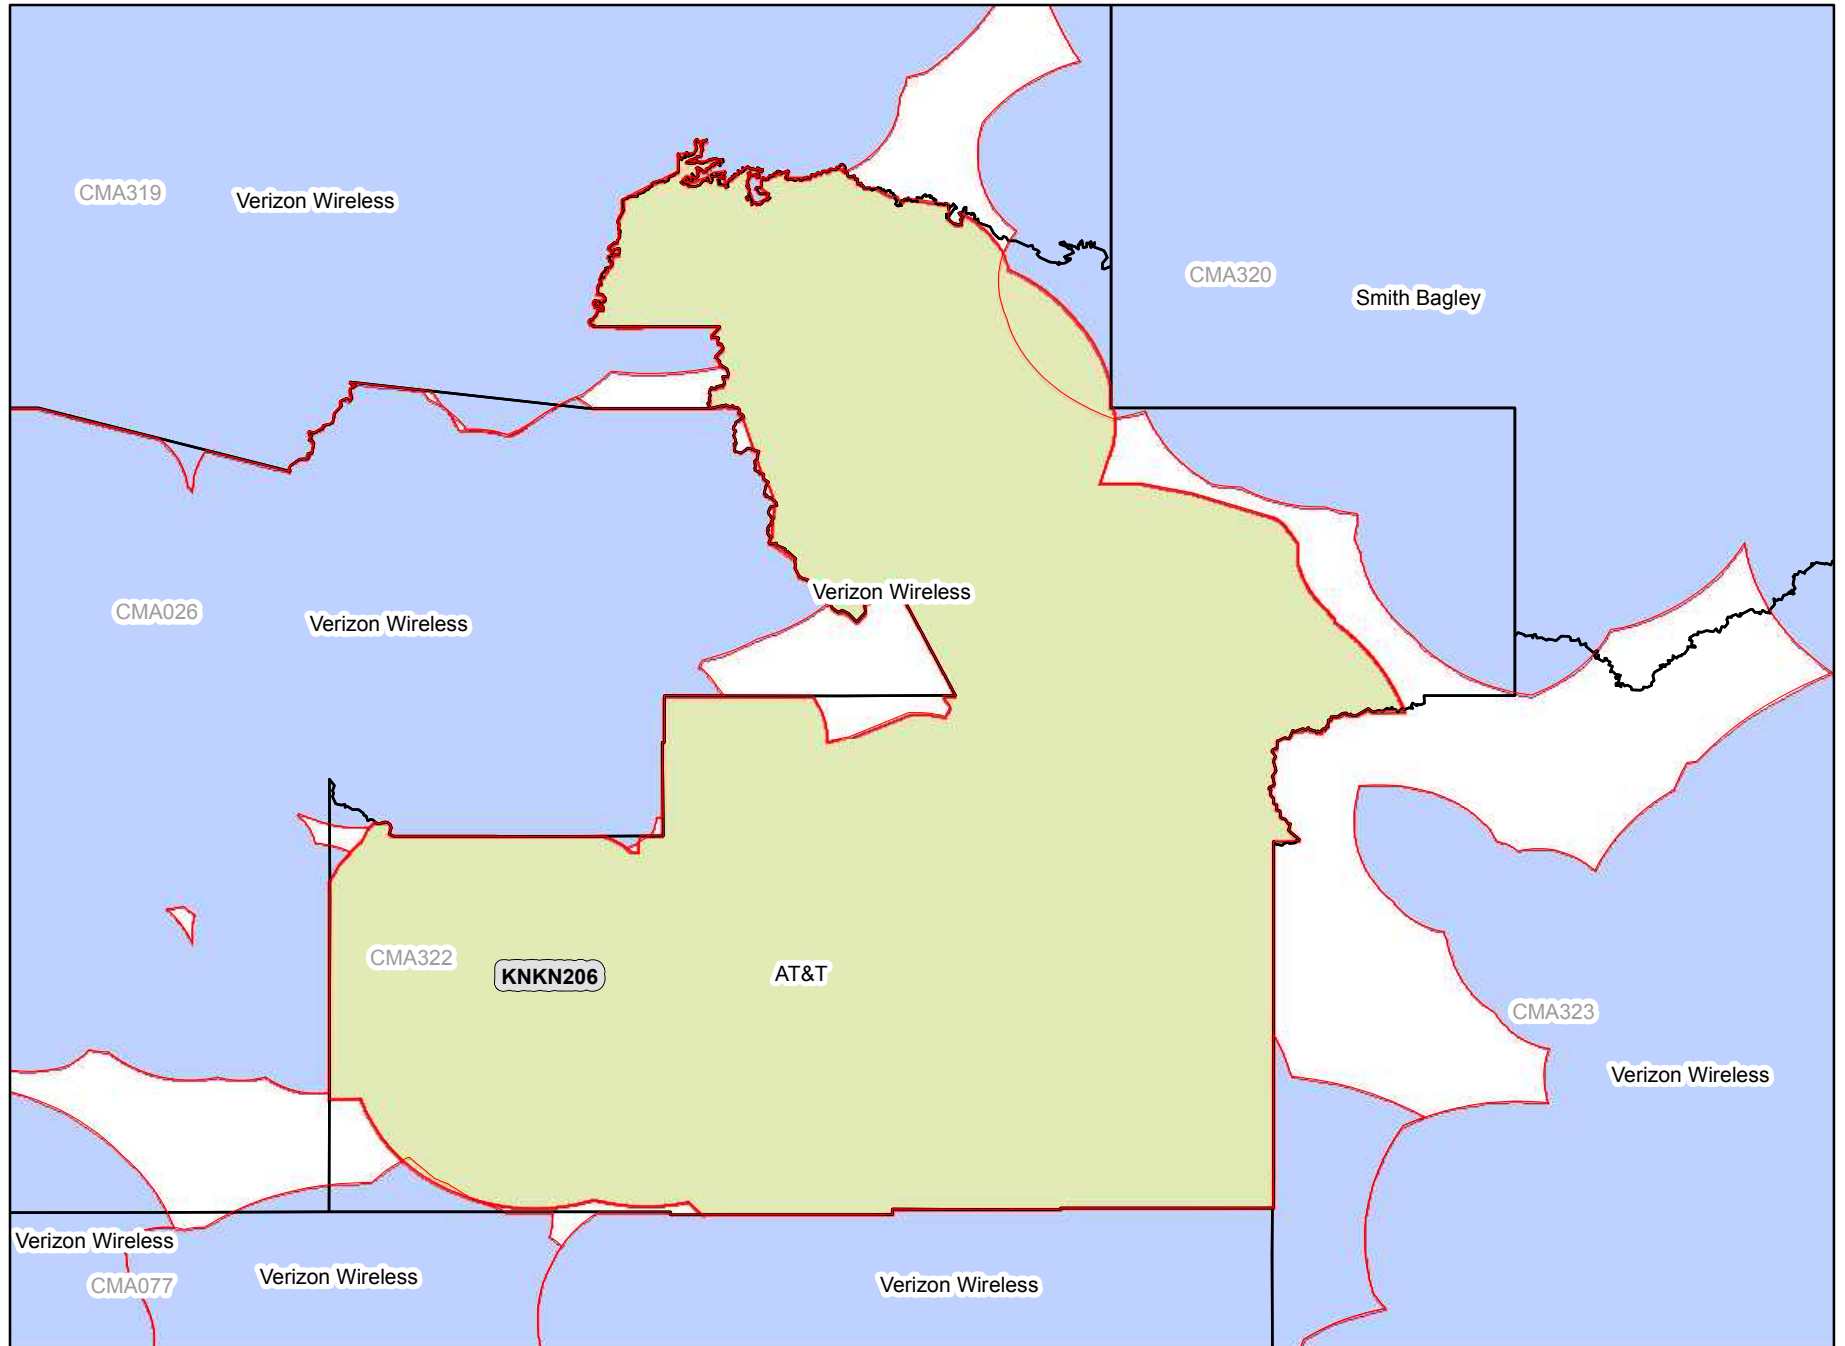 CMA319
Verizon Wireless
CMA320
Smith Bagley
Verizon Wireless
CMA026
Verizon Wireless
CMA322
KNKN206
AT&T
CMA323
Verizon Wireless
Verizon Wireless
CMA077
Verizon Wireless
Verizon Wireless